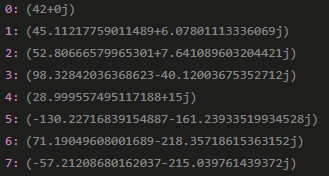 0: (42+0j)
1: (45.11217759011489+6.07801113336069j)
2: (52.80666579965301+7.641089603204421j)
3: (98.32842036368623-40.12003675352712j)
4: (28.999557495117188+15j)
5: (-130.22716839154887-161.23933519934528j)
6: (71.19049608001689-218.35718615363152j)
7: (-57.21208680162037-215.039761439372j)